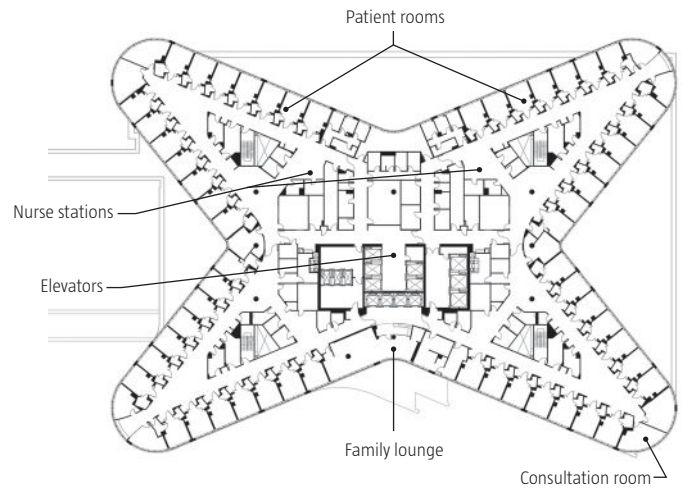 Patient rooms
Nurse stations
Elevators
Family lounge
Consultation room